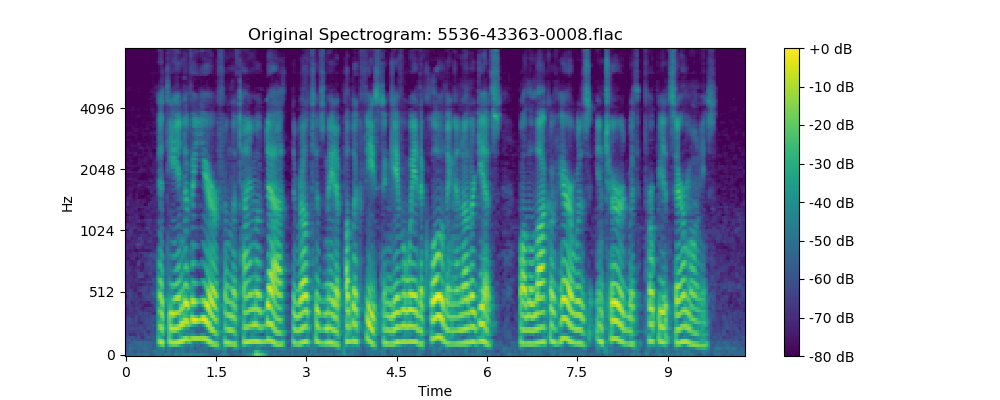 Original Spectrogram: 5536-43363-0008.flac
Hz
4096
2048
1024
512
0
0 1.5 3 4.5 6 7.5 9
Time
+0 dB
-10 dB
-20 dB
-30 dB
-40 dB
-50 dB
-60 dB
-70 dB
-80 dB